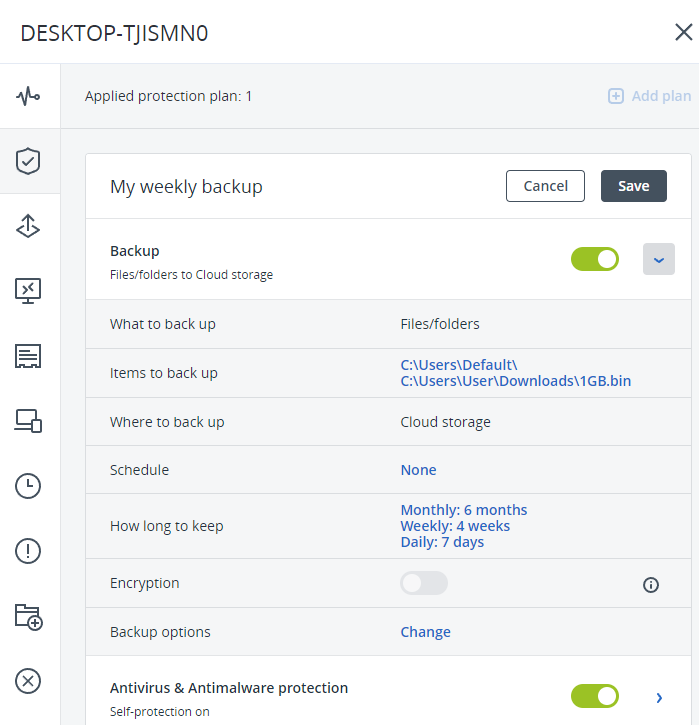 DESKTOP-TJISMN0
Applied protection plan: 1
Add plan
My weekly backup
Cancel
Save
Backup
Files/folders to Cloud storage
What to back up
Files/folders
Items to back up
C:\Users\Default\
C:\Users\User\Downloads\1GB.bin
Where to back up
Cloud storage
Schedule
None
How long to keep
Monthly: 6 months
Weekly: 4 weeks
Daily: 7 days
Encryption
Backup options
Change
Antivirus & Antimalware protection
Self-protection on